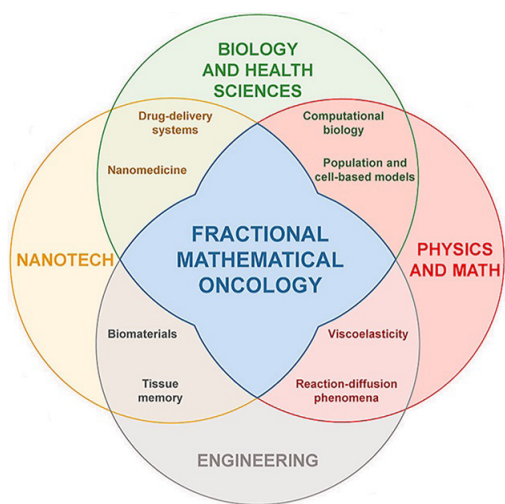 BIOLOGY
AND HEALTH
SCIENCES
Drug-delivery
systems
Computational
biology
Nanomedicine
Population and
cell-based models
NANOTECH
FRACTIONAL
MATHEMATICAL
ONCOLOGY
PHYSICS
AND MATH
Biomaterials
Viscoelasticity
Tissue
memory
Reaction-diffusion
phenomena
ENGINEERING